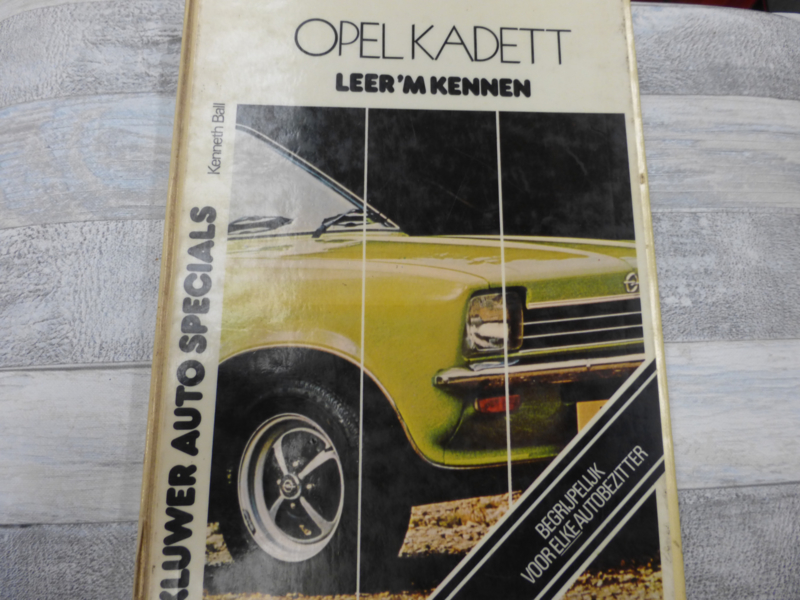 OPEL KADETT
LEER 'M KENNEN
Kenneth Ball
KLUWER AUTO SPECIALS
BEGRIJPELIJK
VOOR ELKE AUTOBEZITTER